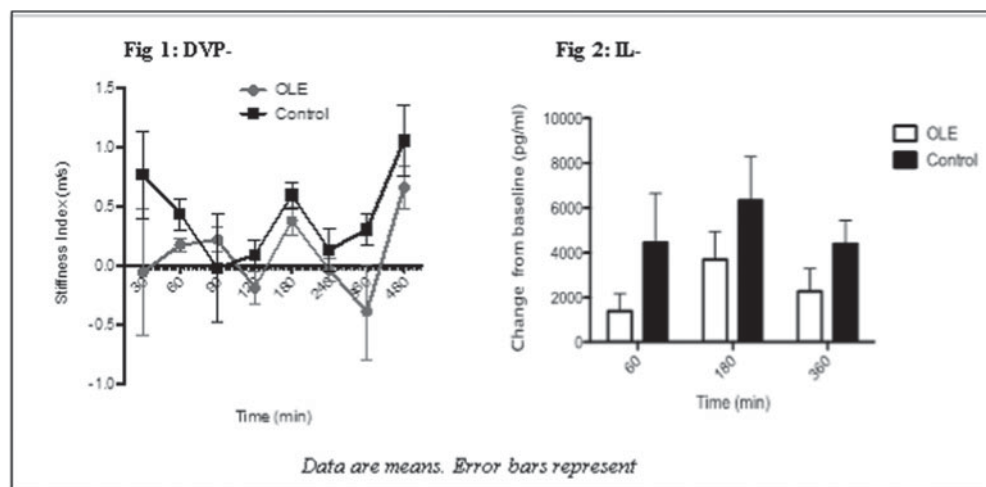 Fig 1: DVP-
OLE
Control
Stiffness Index (m/s)
1.5
1.0
0.5
0.0
-0.5
-1.0
30
60
180
480
Time (min)
Fig 2: IL-
OLE
Control
Change from baseline (pg/ml)
10000
8000
6000
4000
2000
0
60
180
360
Time (min)
Data are means. Error bars represent